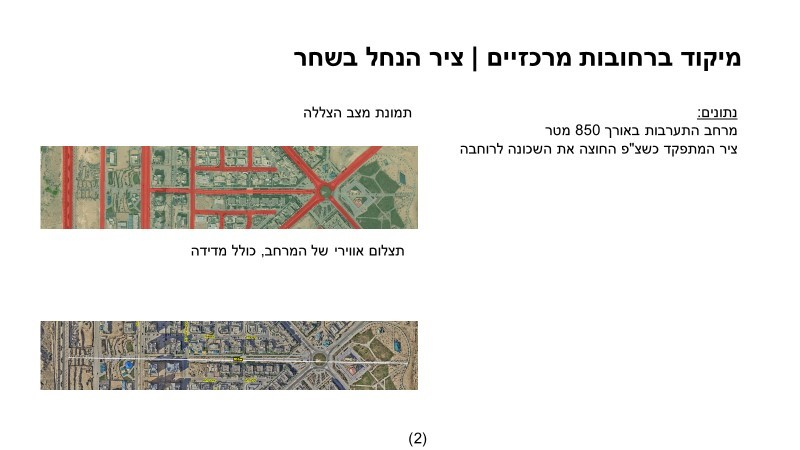 מיקוד ברחובות מרכזיים | ציר הנחל בשחר
נתונים:
מרחב התערבות באורך 850 מטר
ציר המתפקד כשצ"פ החוצה את השכונה לרוחבה
תמונת מצב הצללה
תצלום אווירי של המרחב, כולל מדידה
(2)